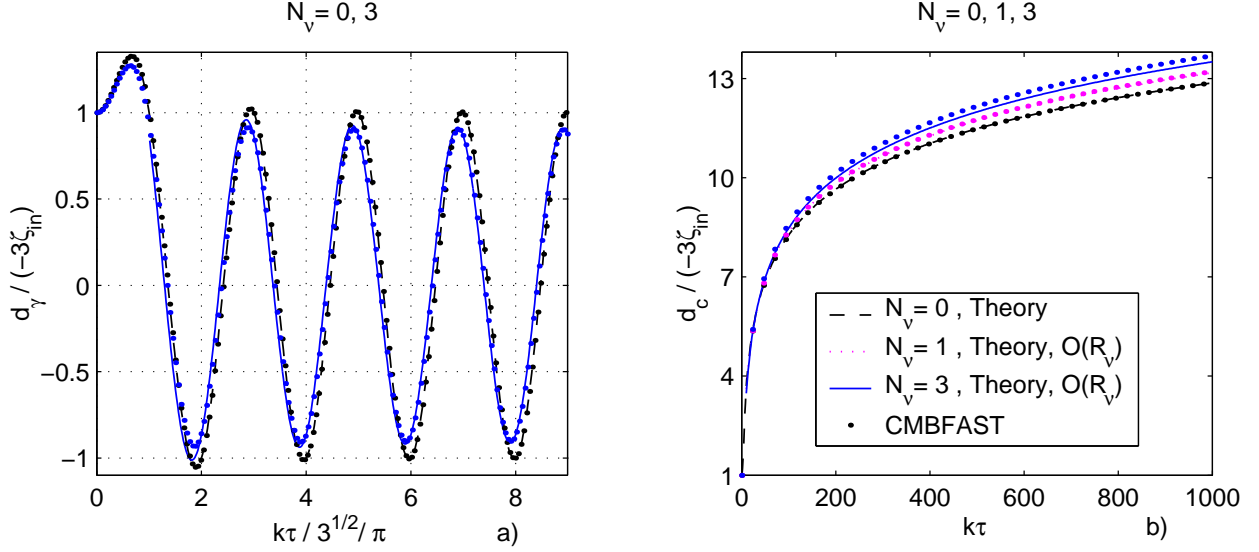 N_ν= 0, 3
1
0.5
0
−0.5
−1
d_γ / (−3ζ_in)
0 2 4 6 8
kτ / 3^{1/2} / π a)
N_ν= 0, 1, 3
13
10
7
4
1
d_c / (−3ζ_in)
N_ν= 0 , Theory
N_ν= 1 , Theory, O(R_ν)
N_ν= 3 , Theory, O(R_ν)
CMBFAST
0 200 400 600 800 1000
kτ b)